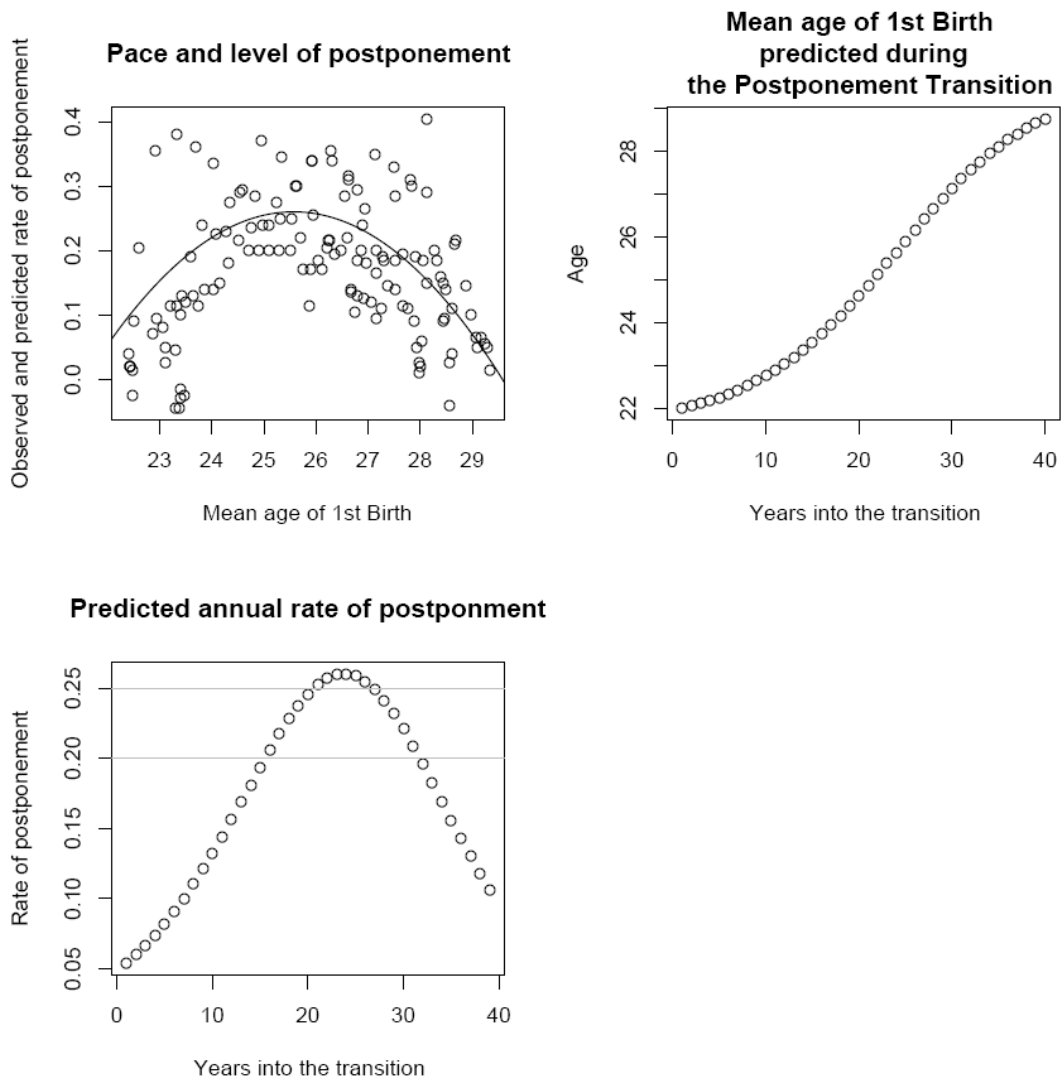 Pace and level of postponement
Observed and predicted rate of postponement
0.4
0.3
0.2
0.1
0.0
23 24 25 26 27 28 29
Mean age of 1st Birth
Mean age of 1st Birth
predicted during
the Postponement Transition
Age
28
26
24
22
0 10 20 30 40
Years into the transition
Predicted annual rate of postponment
Rate of postponement
0.25
0.20
0.15
0.10
0.05
0 10 20 30 40
Years into the transition